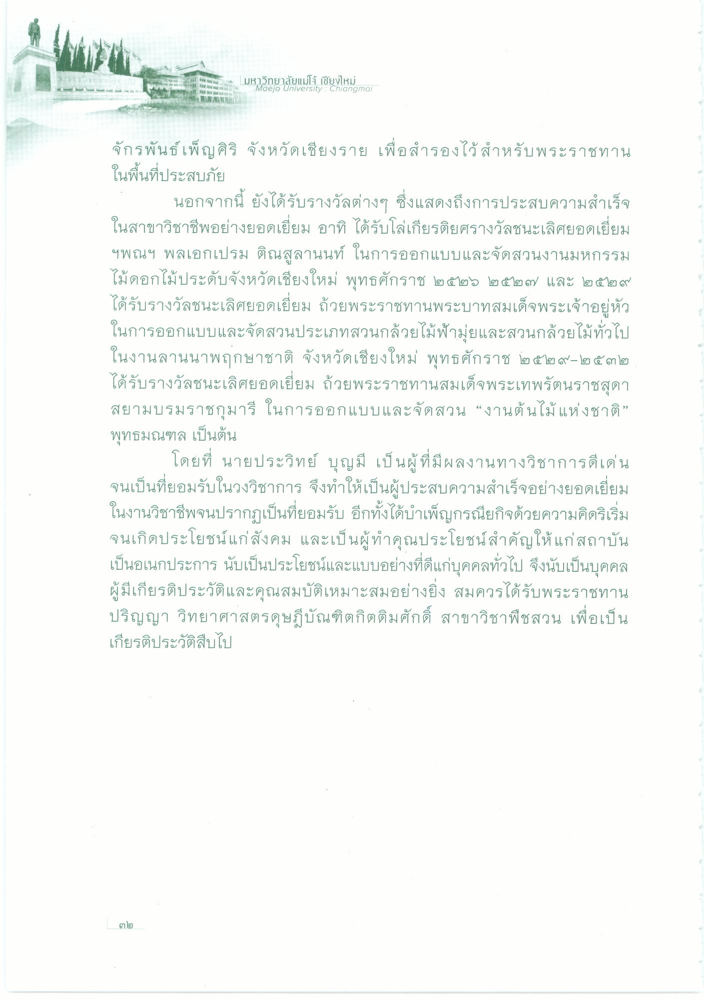 มหาวิทยาลัยแม่โจ้ เชียงใหม่
Maejo University : Chiangmai
จักรพันธ์เพ็ญศิริ จังหวัดเชียงราย เพื่อสำรองไว้สำหรับพระราชทาน
ในพื้นที่ประสบภัย
นอกจากนี้ ยังได้รับรางวัลต่างๆ ซึ่งแสดงถึงการประสบความสำเร็จ
ในสาขาวิชาชีพอย่างยอดเยี่ยม อาทิ ได้รับโล่เกียรติยศรางวัลชนะเลิศยอดเยี่ยม
ฯพณฯ พลเอกเปรม ติณสูลานนท์ ในการออกแบบและจัดสวนงานมหกรรม
ไม้ดอกไม้ประดับจังหวัดเชียงใหม่ พุทธศักราช ๒๕๒๖ ๒๕๒๗ และ ๒๕๒๙
ได้รับรางวัลชนะเลิศยอดเยี่ยม ถ้วยพระราชทานพระบาทสมเด็จพระเจ้าอยู่หัว
ในการออกแบบและจัดสวนประเภทสวนกล้วยไม้ฟ้ามุ่ยและสวนกล้วยไม้ทั่วไป
ในงานลานนาพฤกษาชาติ จังหวัดเชียงใหม่ พุทธศักราช ๒๕๒๙-๒๕๓๒
ได้รับรางวัลชนะเลิศยอดเยี่ยม ถ้วยพระราชทานสมเด็จพระเทพรัตนราชสุดา
สยามบรมราชกุมารี ในการออกแบบและจัดสวน “งานต้นไม้แห่งชาติ”
พุทธมณฑล เป็นต้น
โดยที่ นายประวิทย์ บุญมี เป็นผู้ที่มีผลงานทางวิชาการดีเด่น
จนเป็นที่ยอมรับในวงวิชาการ จึงทำให้เป็นผู้ประสบความสำเร็จอย่างยอดเยี่ยม
ในงานวิชาชีพจนปรากฏเป็นที่ยอมรับ อีกทั้งได้บำเพ็ญกรณียกิจด้วยความคิดริเริ่ม
จนเกิดประโยชน์แก่สังคม และเป็นผู้ทำคุณประโยชน์สำคัญให้แก่สถาบัน
เป็นอเนกประการ นับเป็นประโยชน์และแบบอย่างที่ดีแก่บุคคลทั่วไป จึงนับเป็นบุคคล
ผู้มีเกียรติประวัติและคุณสมบัติเหมาะสมอย่างยิ่ง สมควรได้รับพระราชทาน
ปริญญา วิทยาศาสตรดุษฎีบัณฑิตกิตติมศักดิ์ สาขาวิชาพืชสวน เพื่อเป็น
เกียรติประวัติสืบไป
๓๒